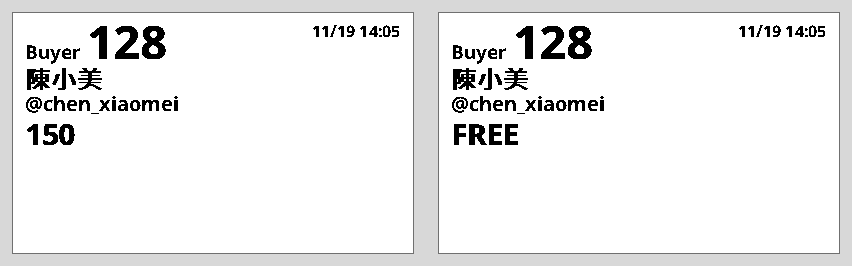 Buyer 128 11/19 14:05
陳小美
@chen_xiaomei
150
Buyer 128 11/19 14:05
陳小美
@chen_xiaomei
FREE